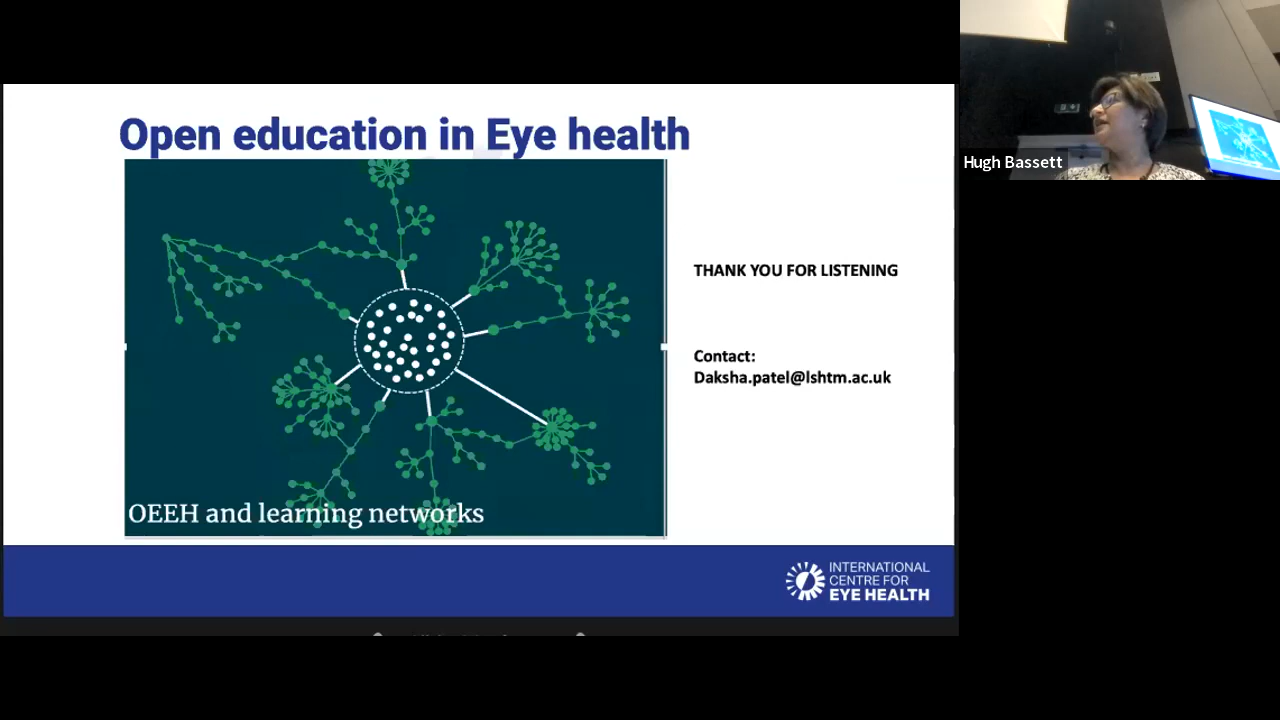 Open education in Eye health
Hugh Bassett
THANK YOU FOR LISTENING
Contact:
Daksha.patel@lshtm.ac.uk
OEEH and learning networks
INTERNATIONAL
CENTRE FOR
EYE HEALTH